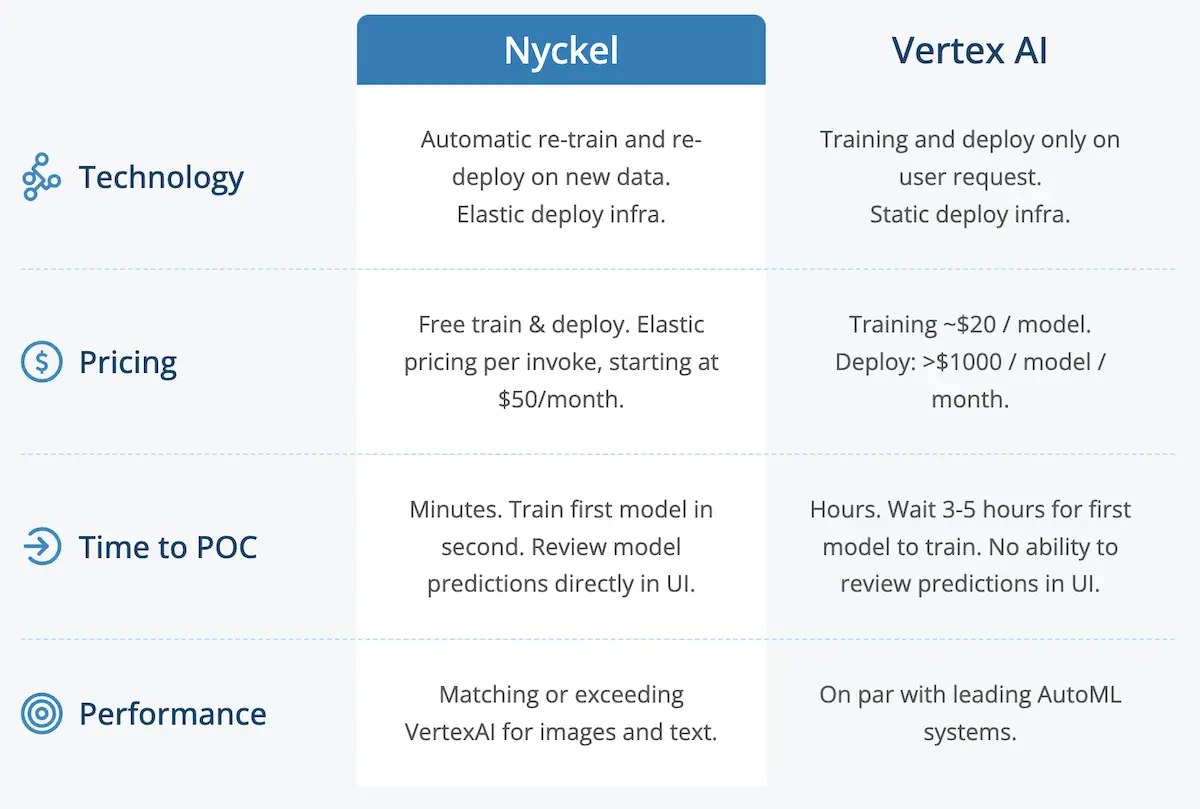 Nyckel
Vertex AI
Technology
Automatic re-train and re-
deploy on new data.
Elastic deploy infra.
Training and deploy only on
user request.
Static deploy infra.
$
Pricing
Free train & deploy. Elastic
pricing per invoke, starting at
$50/month.
Training ~$20 / model.
Deploy: >$1000 / model /
month.
Time to POC
Minutes. Train first model in
second. Review model
predictions directly in UI.
Hours. Wait 3-5 hours for first
model to train. No ability to
review predictions in UI.
Performance
Matching or exceeding
VertexAI for images and text.
On par with leading AutoML
systems.